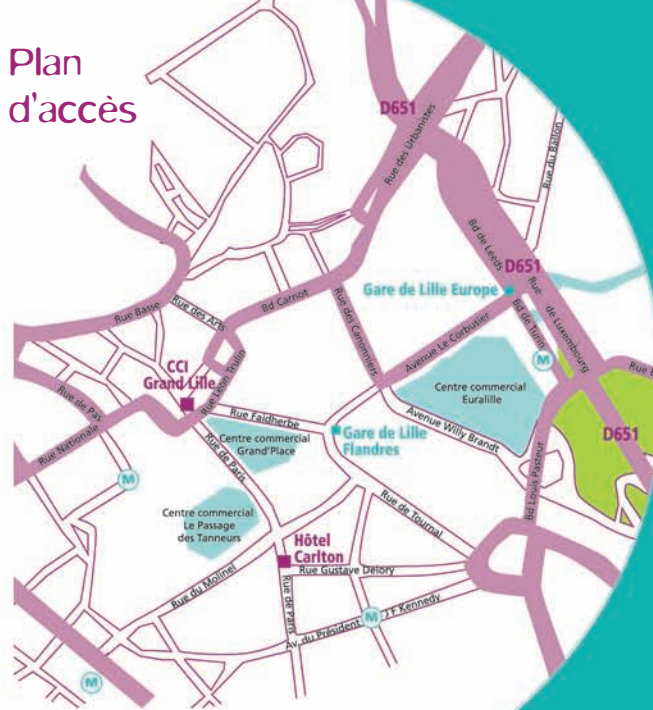 Plan
d'accès
D651
Rue des Urbanistes
Rue du Ballon
Bd de Leeds
D651
Gare de Lille Europe
Rue de Luxembourg
Bd de Turin
Rue Basse
Rue des Arts
Bd Carnot
Rue des Canonniers
Avenue Le Corbusier
M
CCI
Grand Lille
Rue Léon Trulin
Centre commercial
Euralille
Rue de Pas
Rue Nationale
Rue Faidherbe
Gare de Lille
Flandres
Avenue Willy Brandt
D651
Centre commercial
Grand'Place
Rue de Paris
Bd Louis Pasteur
M
Centre commercial
Le Passage
des Tanneurs
Rue de Tournai
Hôtel
Carlton
Rue Gustave Delory
Rue du Molinel
Rue de Paris
M
Av. du Président J F Kennedy
M